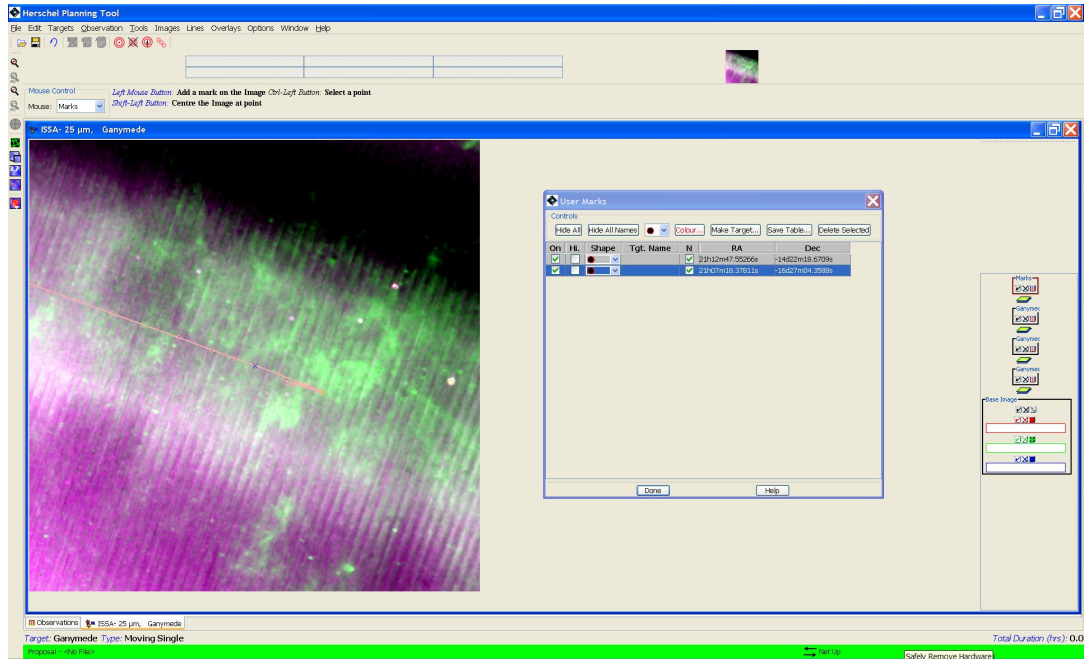 Herschel Planning Tool
File Edit Targets Observation Tools Images Lines Overlays Options Window Help
Mouse Control
Left Mouse Button: Add a mark on the Image Ctrl-Left Button: Select a point
Mouse: Marks
Shift-Left Button: Centre the Image at point
ISSA- 25 µm, Ganymede
User Marks
Controls
Hide All Hide All Names Colour... Make Target... Save Table... Delete Selected
On Hi. Shape Tgt. Name N RA Dec
21h12m47.55266s -14d22m18.6709s
21h07m18.37811s -16d27m04.3588s
Done Help
Marks
Ganymec
Ganymec
Ganymec
Base Image
Observations ISSA- 25 µm, Ganymede
Target: Ganymede Type: Moving Single Total Duration (hrs): 0.0
Proposal - <No File> Net Up Safely Remove Hardware